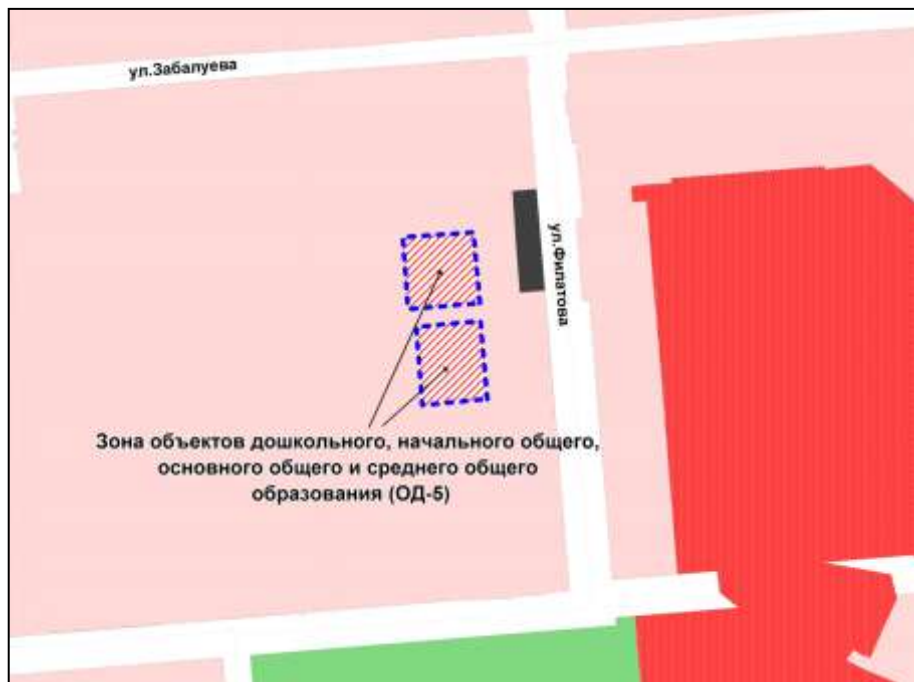 ул.Забалуева
ул.Филатова
Зона объектов дошкольного, начального общего,
основного общего и среднего общего
образования (ОД-5)